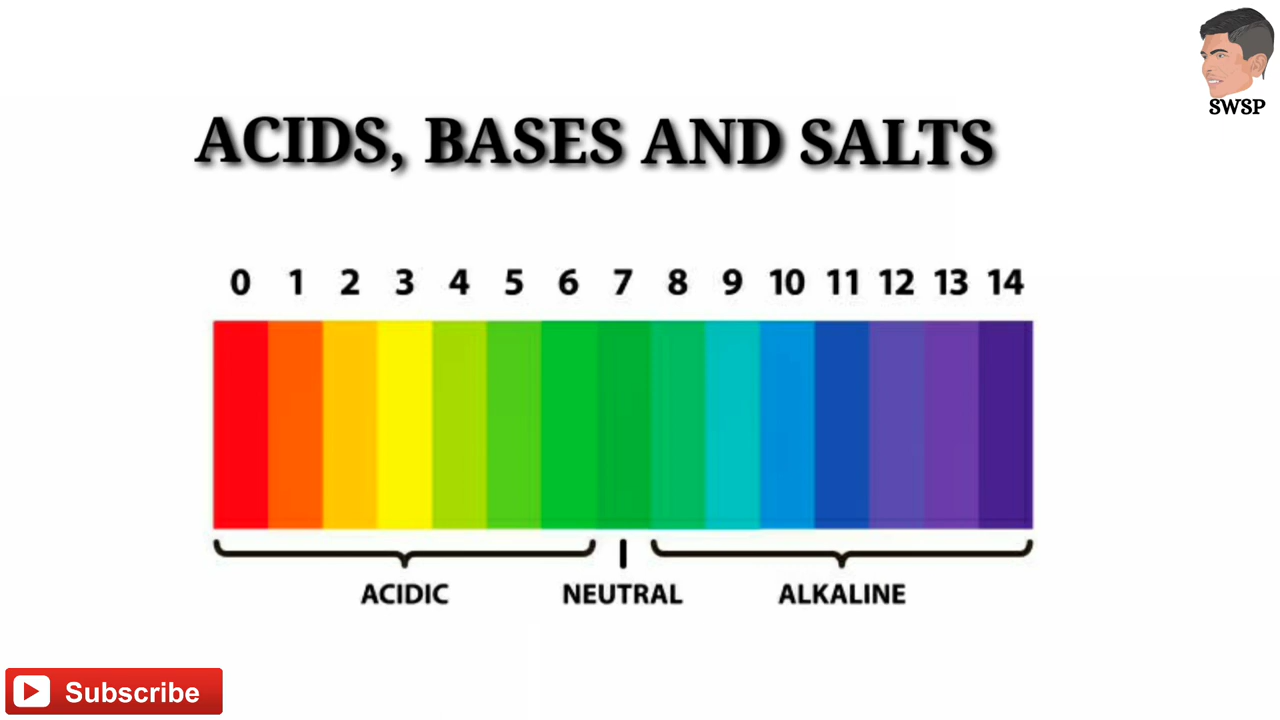 SWSP
ACIDS, BASES AND SALTS
0 1 2 3 4 5 6 7 8 9 10 11 12 13 14
ACIDIC NEUTRAL ALKALINE
Subscribe